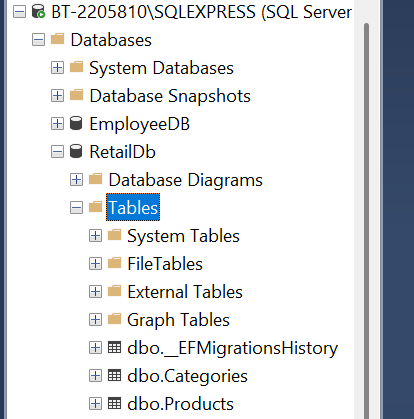 BT-2205810\SQLEXPRESS (SQL Server
Databases
System Databases
Database Snapshots
EmployeeDB
RetailDb
Database Diagrams
Tables
System Tables
FileTables
External Tables
Graph Tables
dbo.__EFMigrationsHistory
dbo.Categories
dbo.Products